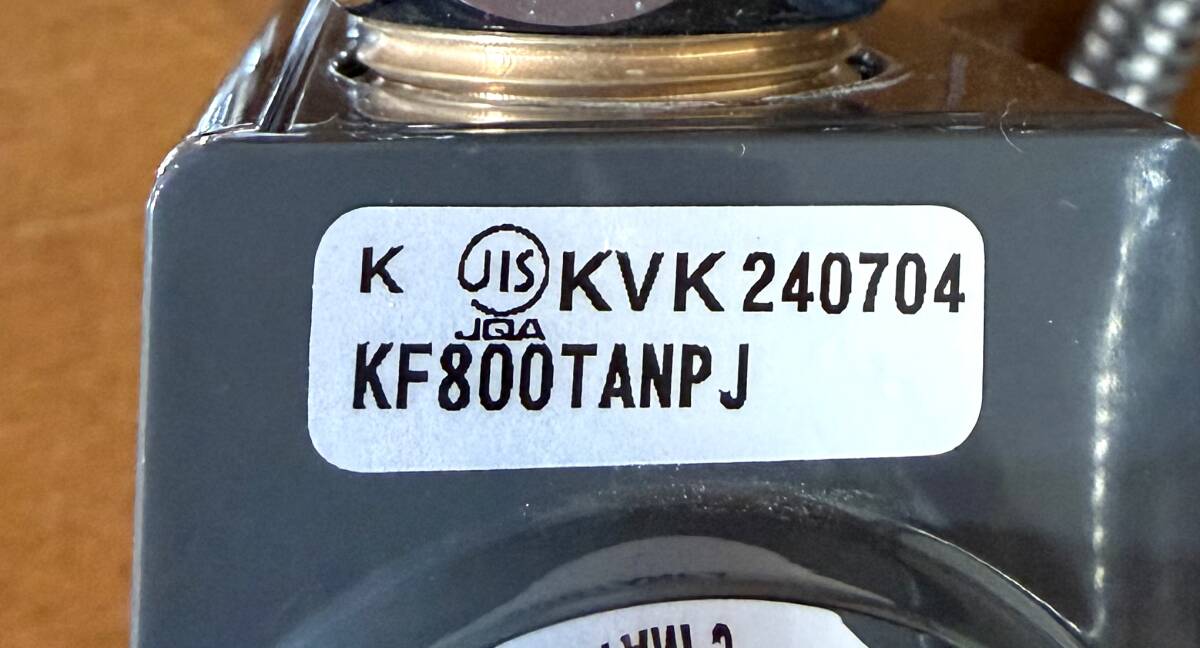 K JIS KVK 240704
JQA
KF800TANPJ